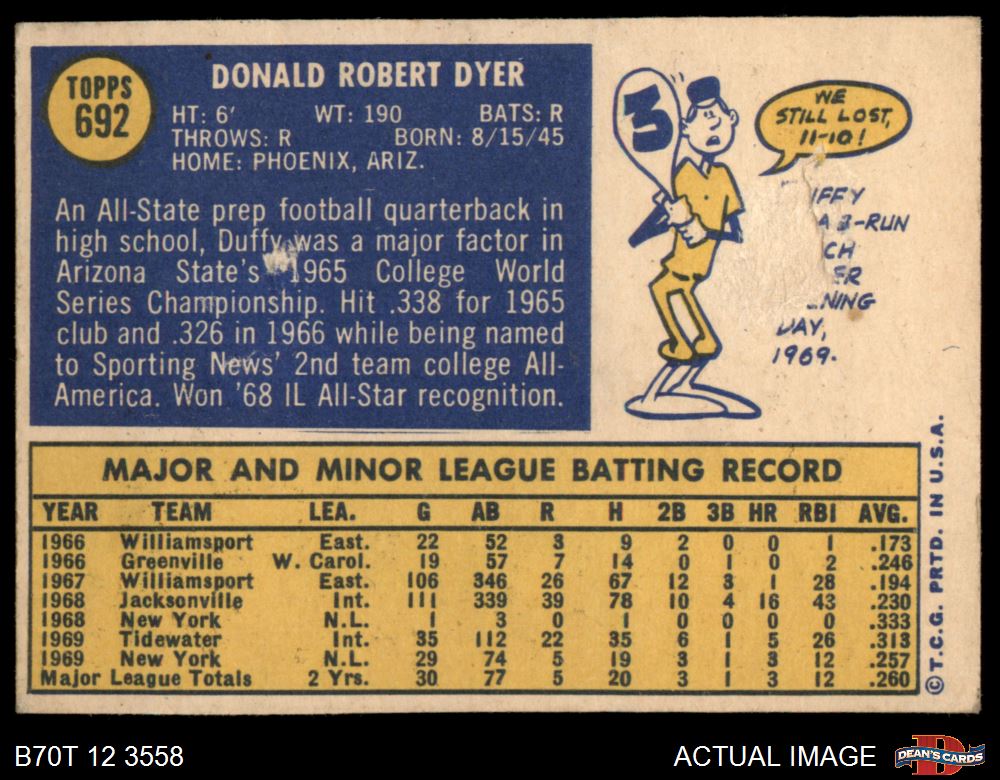 TOPPS
692
DONALD ROBERT DYER
HT: 6' WT: 190 BATS: R
THROWS: R BORN: 8/15/45
HOME: PHOENIX, ARIZ.
An All-State prep football quarterback in
high school, Duffy was a major factor in
Arizona State's 1965 College World
Series Championship. Hit .338 for 1965
club and .326 in 1966 while being named
to Sporting News' 2nd team college All-
America. Won '68 IL All-Star recognition.
3
WE
STILL LOST,
11-10!
IFFY
A 3-RUN
CH
ER
NING
DAY,
1969.
MAJOR AND MINOR LEAGUE BATTING RECORD
YEAR TEAM LEA. G AB R H 2B 3B HR RBI AVG.
1966 Williamsport East. 22 52 3 9 2 0 0 1 .173
1966 Greenville W. Carol. 19 57 7 14 0 1 0 2 .246
1967 Williamsport East. 106 346 26 67 12 3 1 28 .194
1968 Jacksonville Int. 111 339 39 78 10 4 16 43 .230
1968 New York N.L. 1 3 0 1 0 0 0 0 .333
1969 Tidewater Int. 35 112 22 35 6 1 5 26 .313
1969 New York N.L. 29 74 5 19 3 1 3 12 .257
Major League Totals 2 Yrs. 30 77 5 20 3 1 3 12 .260
© T.C.G. PRTD. IN U.S.A.
B70T 12 3558
ACTUAL IMAGE
DEAN'S CARDS